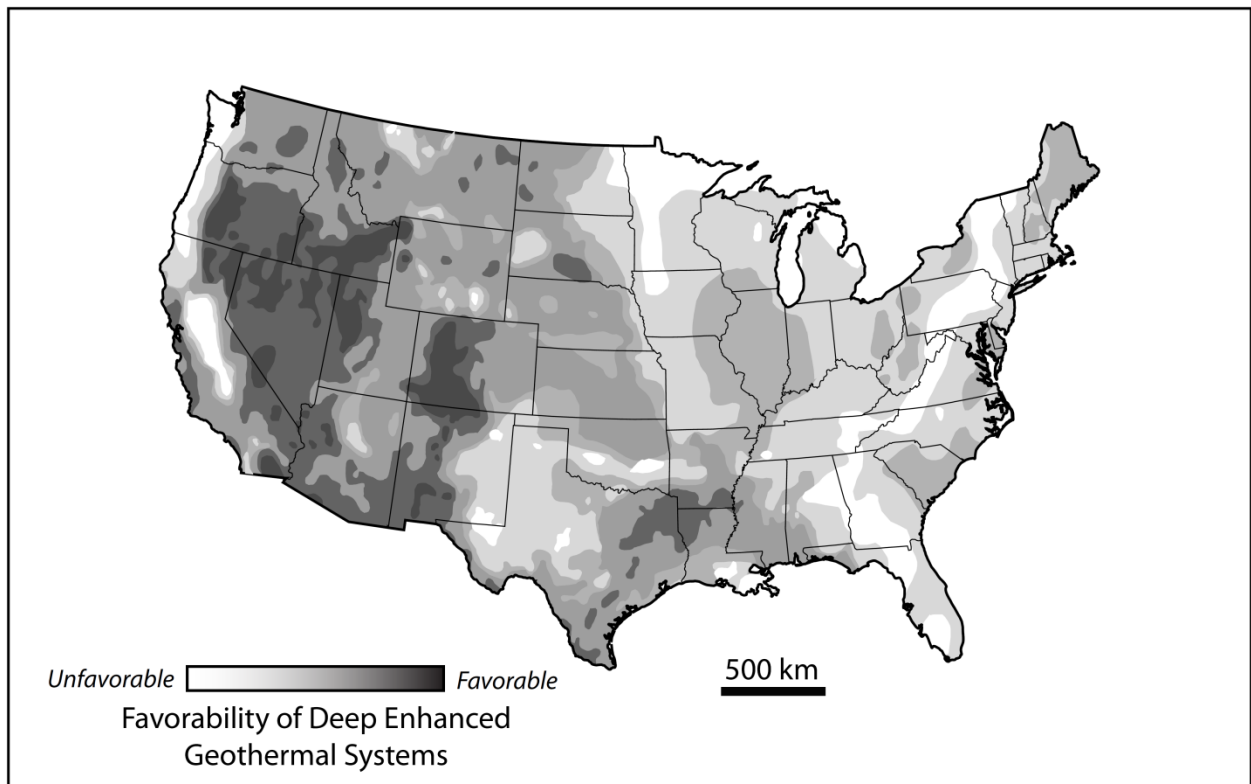 500 km
Unfavorable Favorable
Favorability of Deep Enhanced
Geothermal Systems